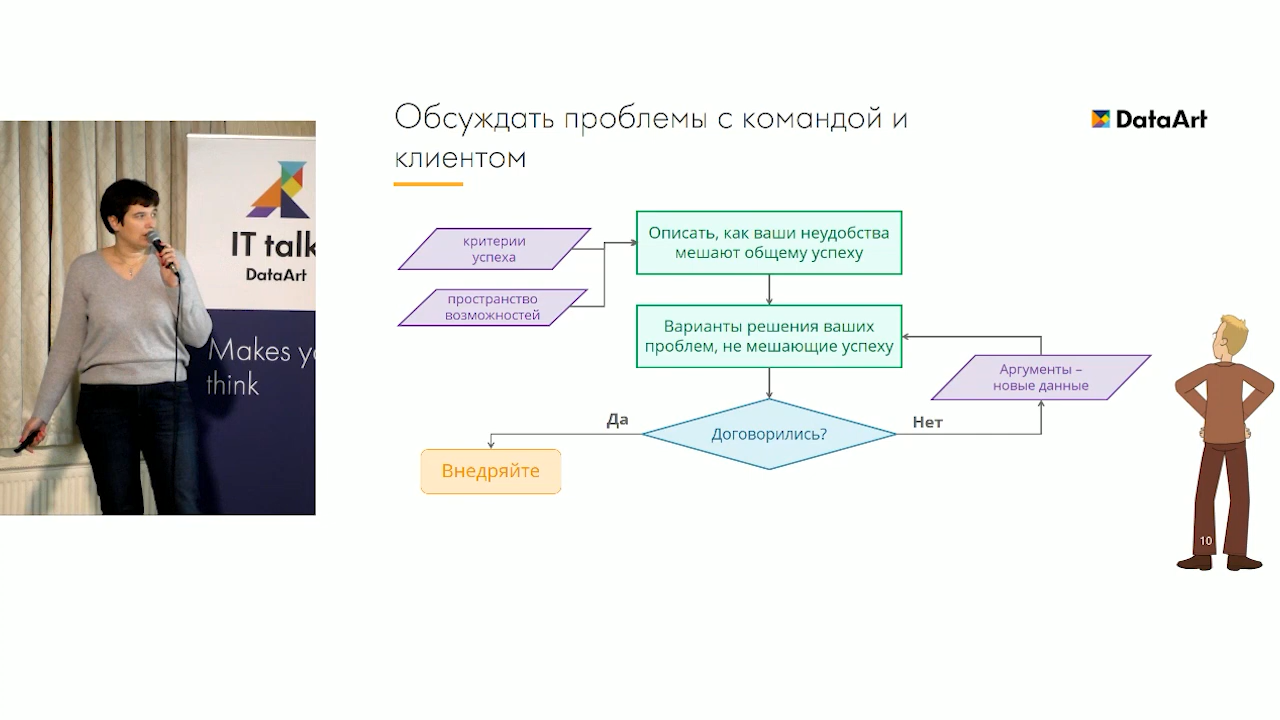 Обсуждать проблемы с командой и
клиентом
DataArt
критерии
успеха
пространство
возможностей
Описать, как ваши неудобства
мешают общему успеху
Варианты решения ваших
проблем, не мешающие успеху
Аргументы –
новые данные
Договорились?
Да
Нет
Внедряйте
10
IT talk
DataArt
Makes yo
think